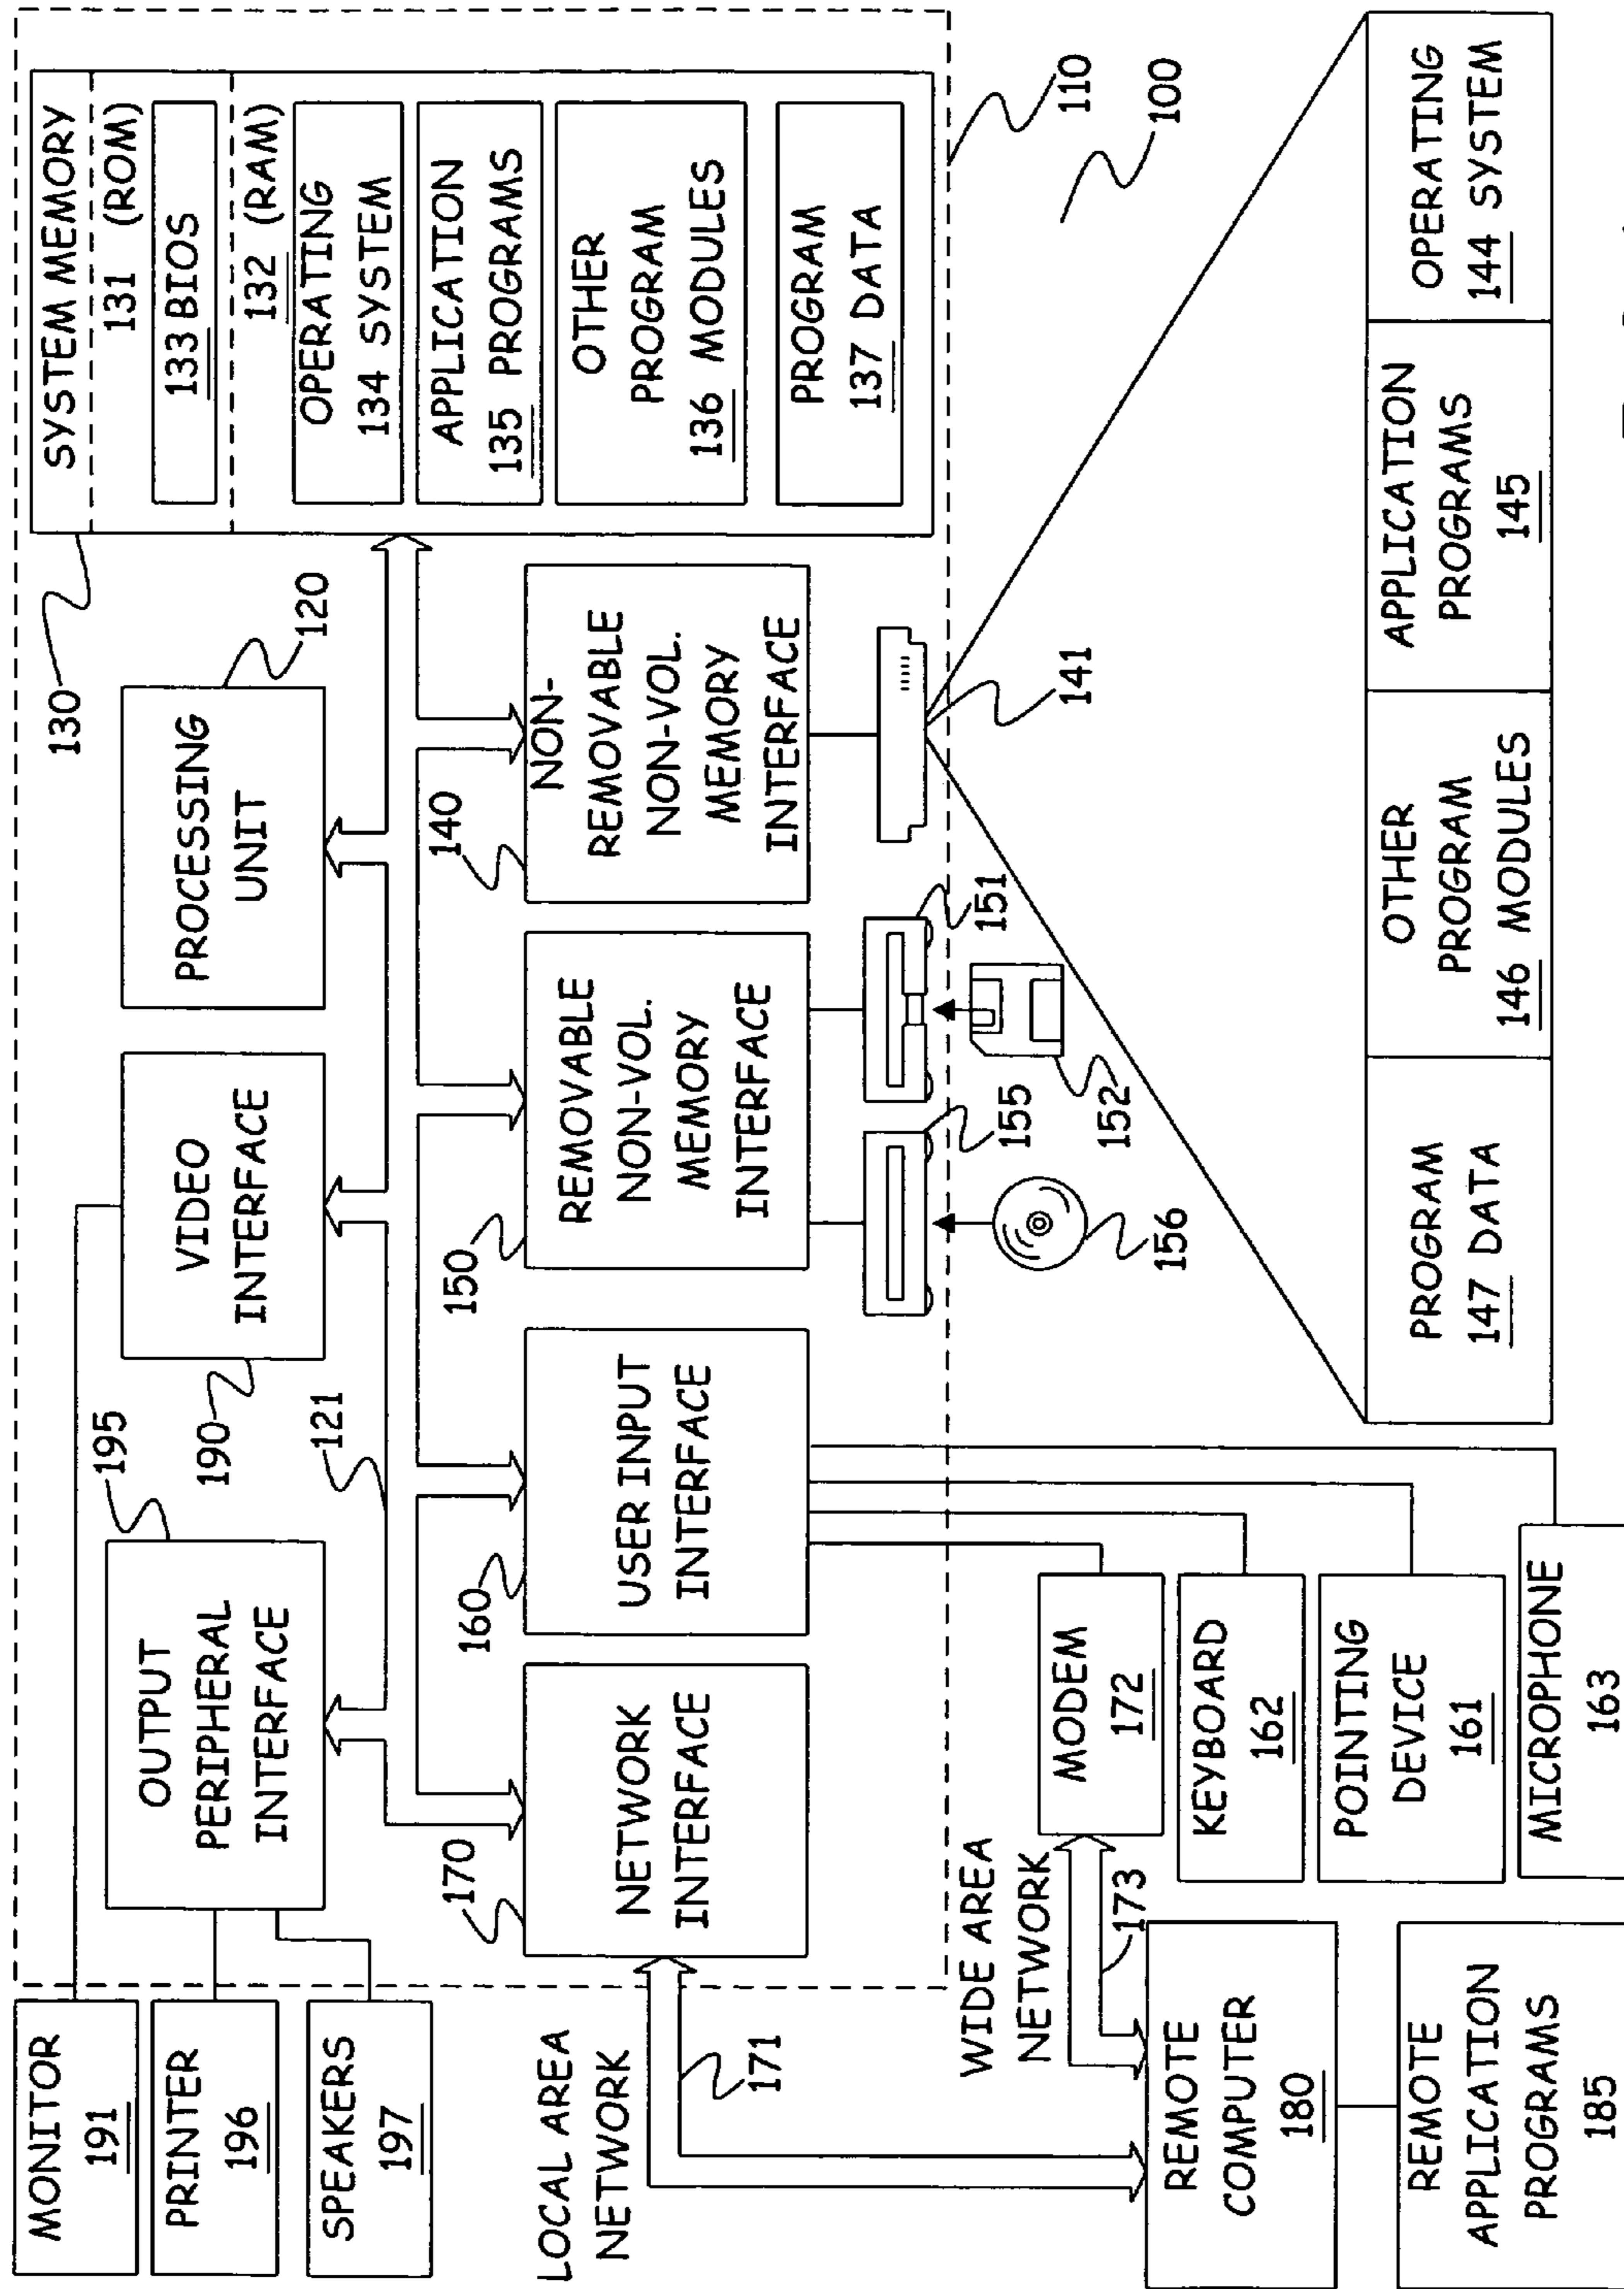 SYSTEM MEMORY
131 (ROM)
133 BIOS
132 (RAM)
OPERATING
134 SYSTEM
APPLICATION
135 PROGRAMS
OTHER
PROGRAM
136 MODULES
PROGRAM
137 DATA
130
120
PROCESSING
UNIT
VIDEO
INTERFACE
190
121
195
OUTPUT
PERIPHERAL
INTERFACE
MONITOR
191
PRINTER
196
SPEAKERS
197
140
NON-
REMOVABLE
NON-VOL.
MEMORY
INTERFACE
150
REMOVABLE
NON-VOL.
MEMORY
INTERFACE
160
USER INPUT
INTERFACE
170
NETWORK
INTERFACE
LOCAL AREA
NETWORK
171
WIDE AREA
NETWORK
173
141
151
152
155
156
110
100
MODEM
172
KEYBOARD
162
POINTING
DEVICE
161
MICROPHONE
163
REMOTE
COMPUTER
180
REMOTE
APPLICATION
PROGRAMS
185
PROGRAM
147 DATA
OTHER
PROGRAM
146 MODULES
APPLICATION
PROGRAMS
145
OPERATING
144 SYSTEM